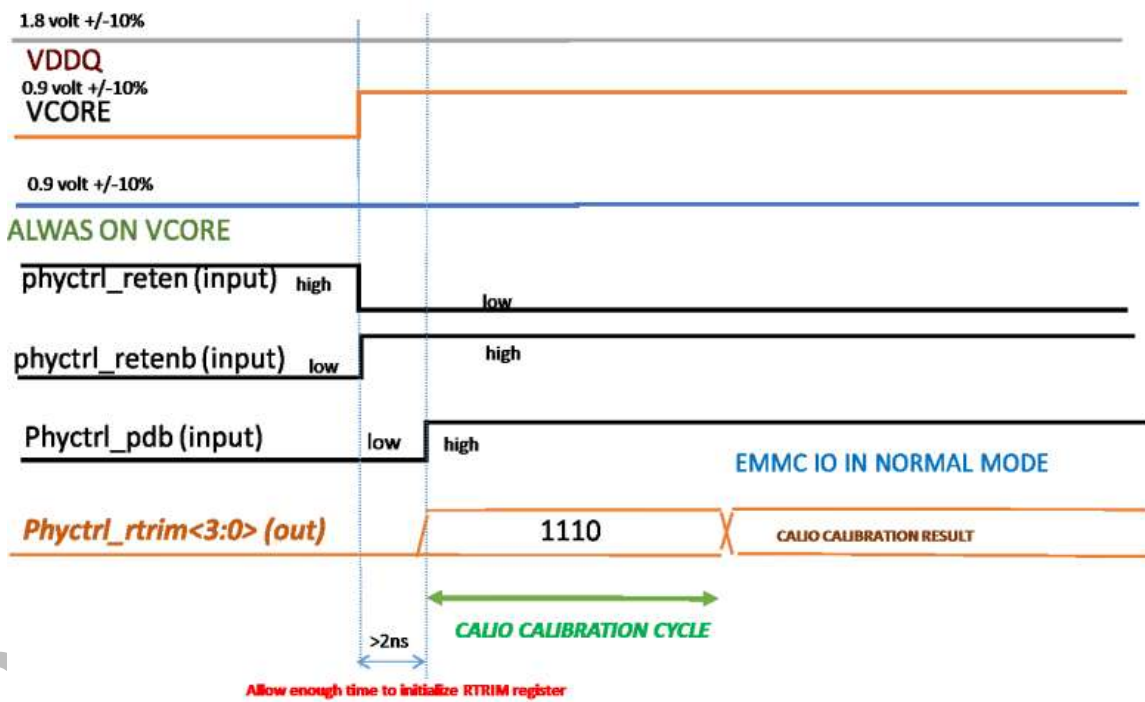 1.8 volt +/-10%
VDDQ
0.9 volt +/-10%
VCORE
0.9 volt +/-10%
ALWAS ON VCORE
phyctrl_reten (input) high low
phyctrl_retenb (input) low high
Phyctrl_pdb (input) low high
EMMC IO IN NORMAL MODE
Phyctrl_rtrim<3:0> (out) 1110 CALIO CALIBRATION RESULT
CALIO CALIBRATION CYCLE
>2ns
Allow enough time to initialize RTRIM register